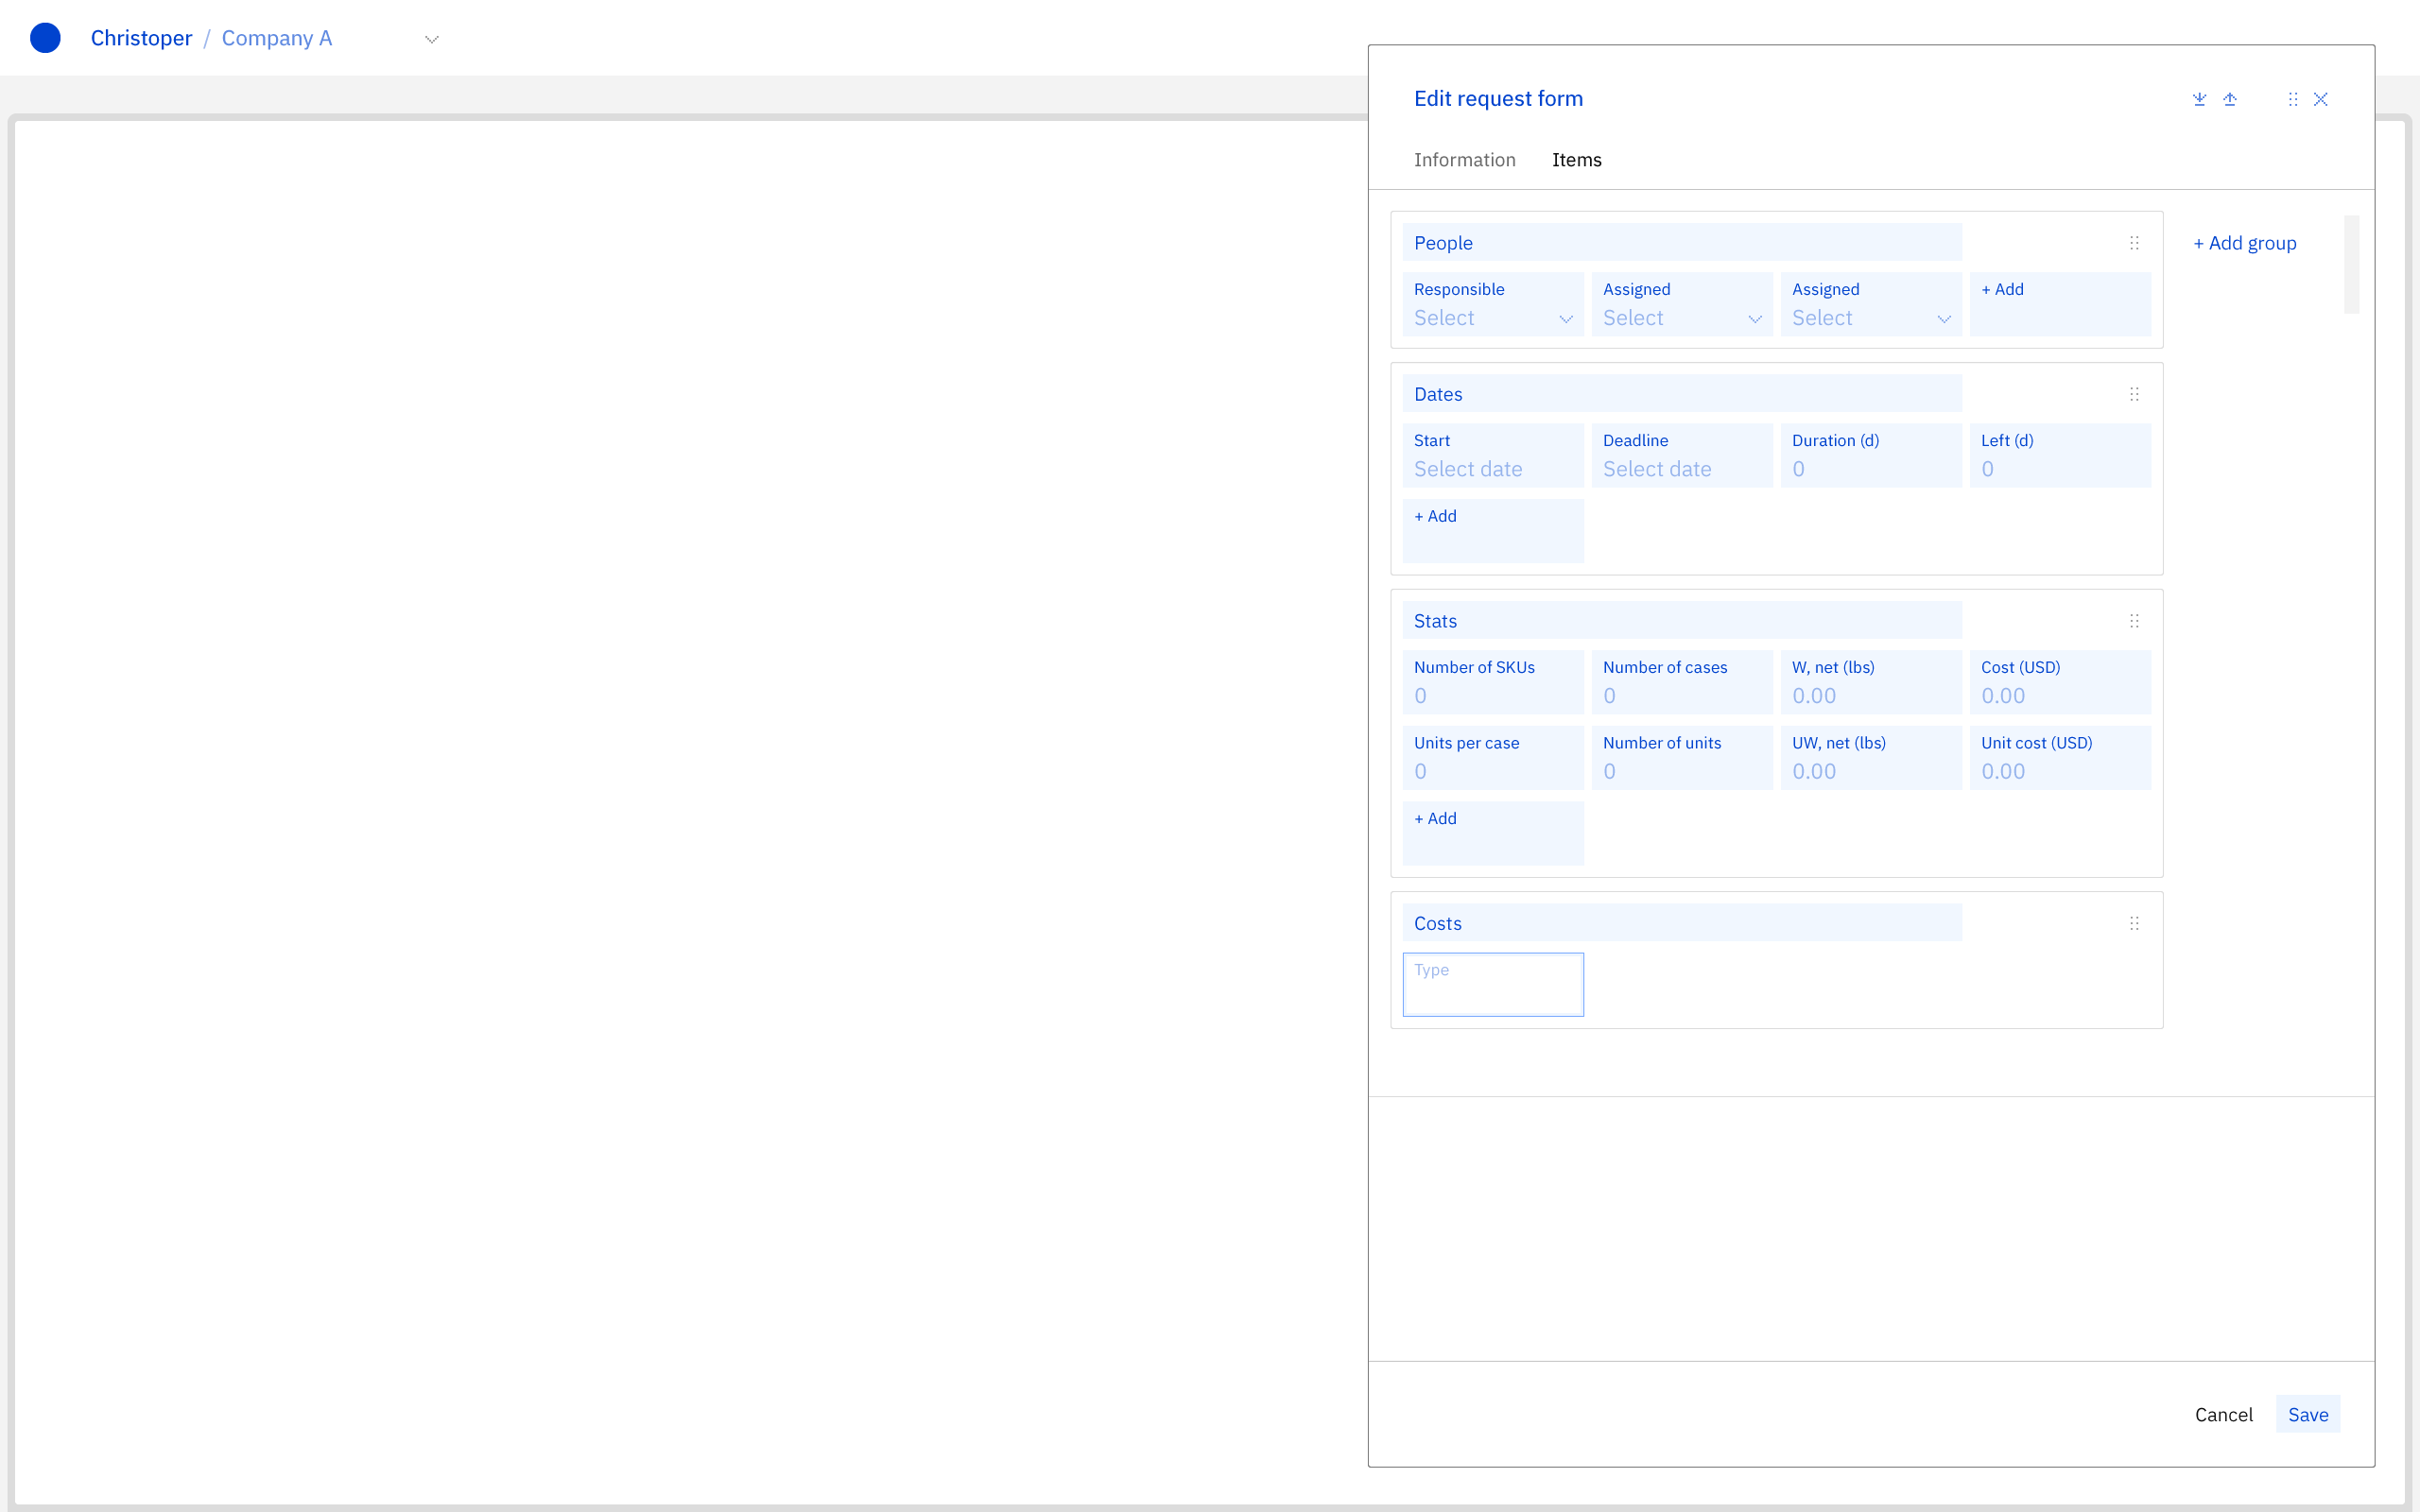 Christoper / Company A
Edit request form
Information Items
People
+ Add group
Responsible Assigned Assigned + Add
Select Select Select
Dates
Start Deadline Duration (d) Left (d)
Select date Select date 0 0
+ Add
Stats
Number of SKUs Number of cases W, net (lbs) Cost (USD)
0 0 0.00 0.00
Units per case Number of units UW, net (lbs) Unit cost (USD)
0 0 0.00 0.00
+ Add
Costs
Type
Cancel Save